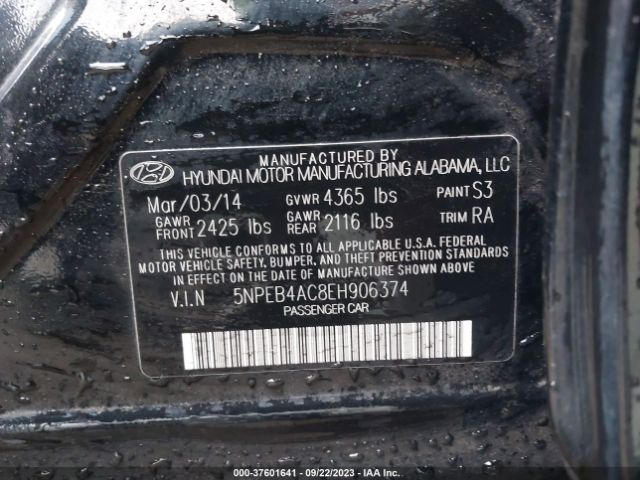 MANUFACTURED BY
HYUNDAI MOTOR MANUFACTURING ALABAMA, LLC
Mar/03/14 GVWR 4365 lbs PAINT S3
GAWR FRONT 2425 lbs GAWR REAR 2116 lbs TRIM RA
THIS VEHICLE CONFORMS TO ALL APPLICABLE U.S.A. FEDERAL
MOTOR VEHICLE SAFETY, BUMPER, AND THEFT PREVENTION STANDARDS
IN EFFECT ON THE DATE OF MANUFACTURE SHOWN ABOVE.
V.I.N 5NPEB4AC8EH906374
PASSENGER CAR
000-37601641 - 09/22/2023 - IAA Inc.